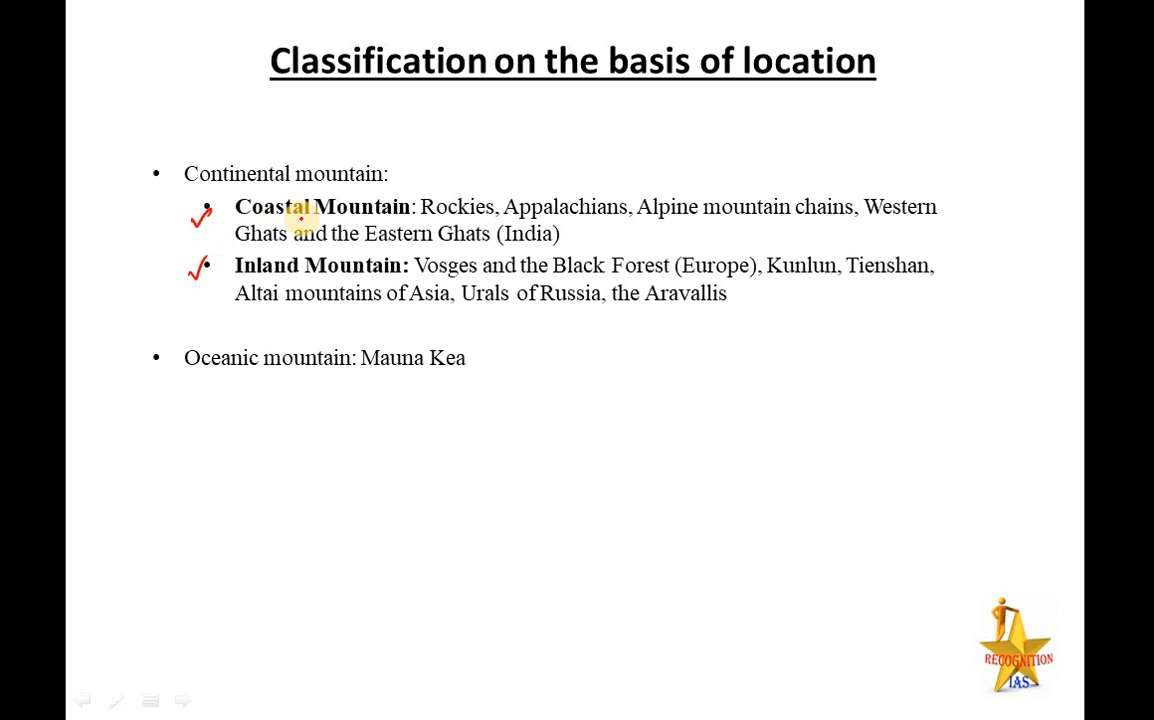 Classification on the basis of location
• Continental mountain:
• Coastal Mountain: Rockies, Appalachians, Alpine mountain chains, Western
Ghats and the Eastern Ghats (India)
• Inland Mountain: Vosges and the Black Forest (Europe), Kunlun, Tienshan,
Altai mountains of Asia, Urals of Russia, the Aravallis
• Oceanic mountain: Mauna Kea
RECOGNITION
IAS